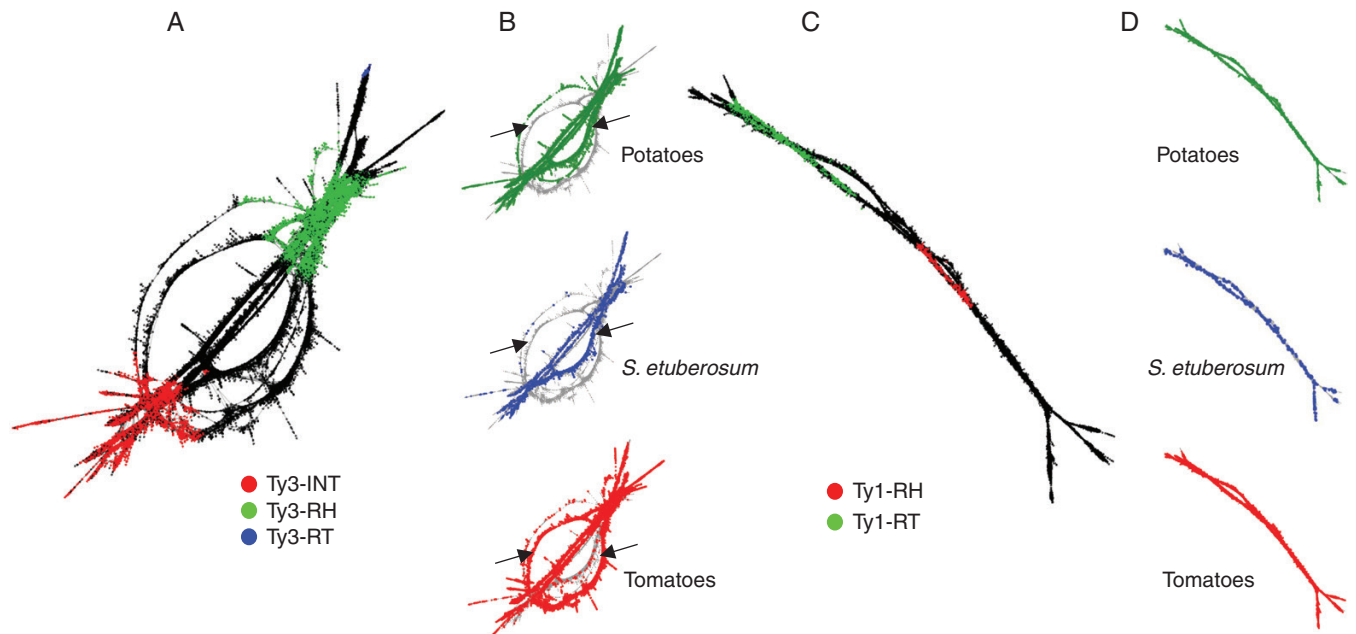 A
B
C
D
Potatoes
S. etuberosum
Tomatoes
Ty3-INT
Ty3-RH
Ty3-RT
Ty1-RH
Ty1-RT
Potatoes
S. etuberosum
Tomatoes